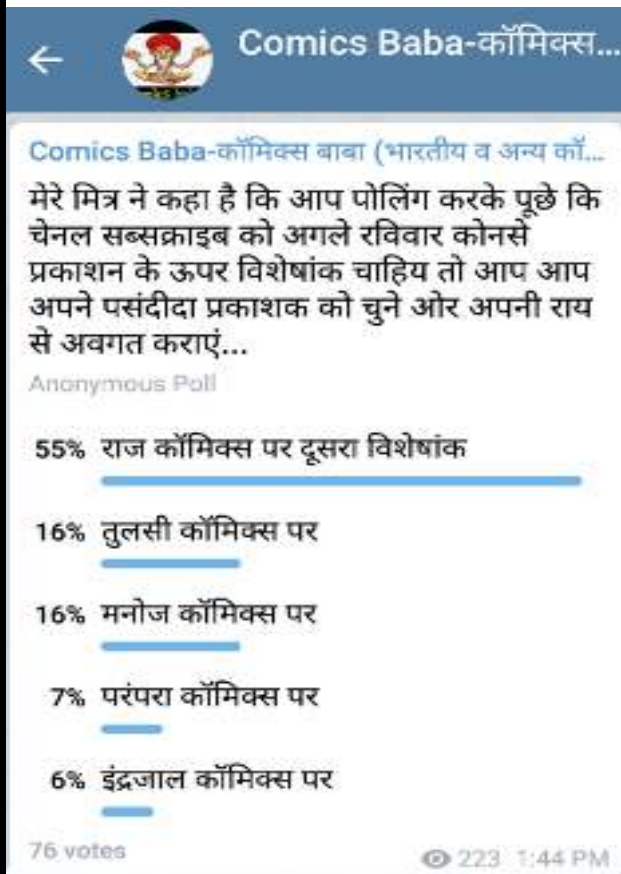 Comics Baba-कॉमिक्स...
Comics Baba-कॉमिक्स बाबा (भारतीय व अन्य कॉ...
मेरे मित्र ने कहा है कि आप पोलिंग करके पूछे कि
चेनल सब्सक्राइब को अगले रविवार कोनसे
प्रकाशन के ऊपर विशेषांक चाहिय तो आप आप
अपने पसंदीदा प्रकाशक को चुने ओर अपनी राय
से अवगत कराएं...
Anonymous Poll
55% राज कॉमिक्स पर दूसरा विशेषांक
16% तुलसी कॉमिक्स पर
16% मनोज कॉमिक्स पर
7% परंपरा कॉमिक्स पर
6% इंद्रजाल कॉमिक्स पर
76 votes 223 1:44 PM